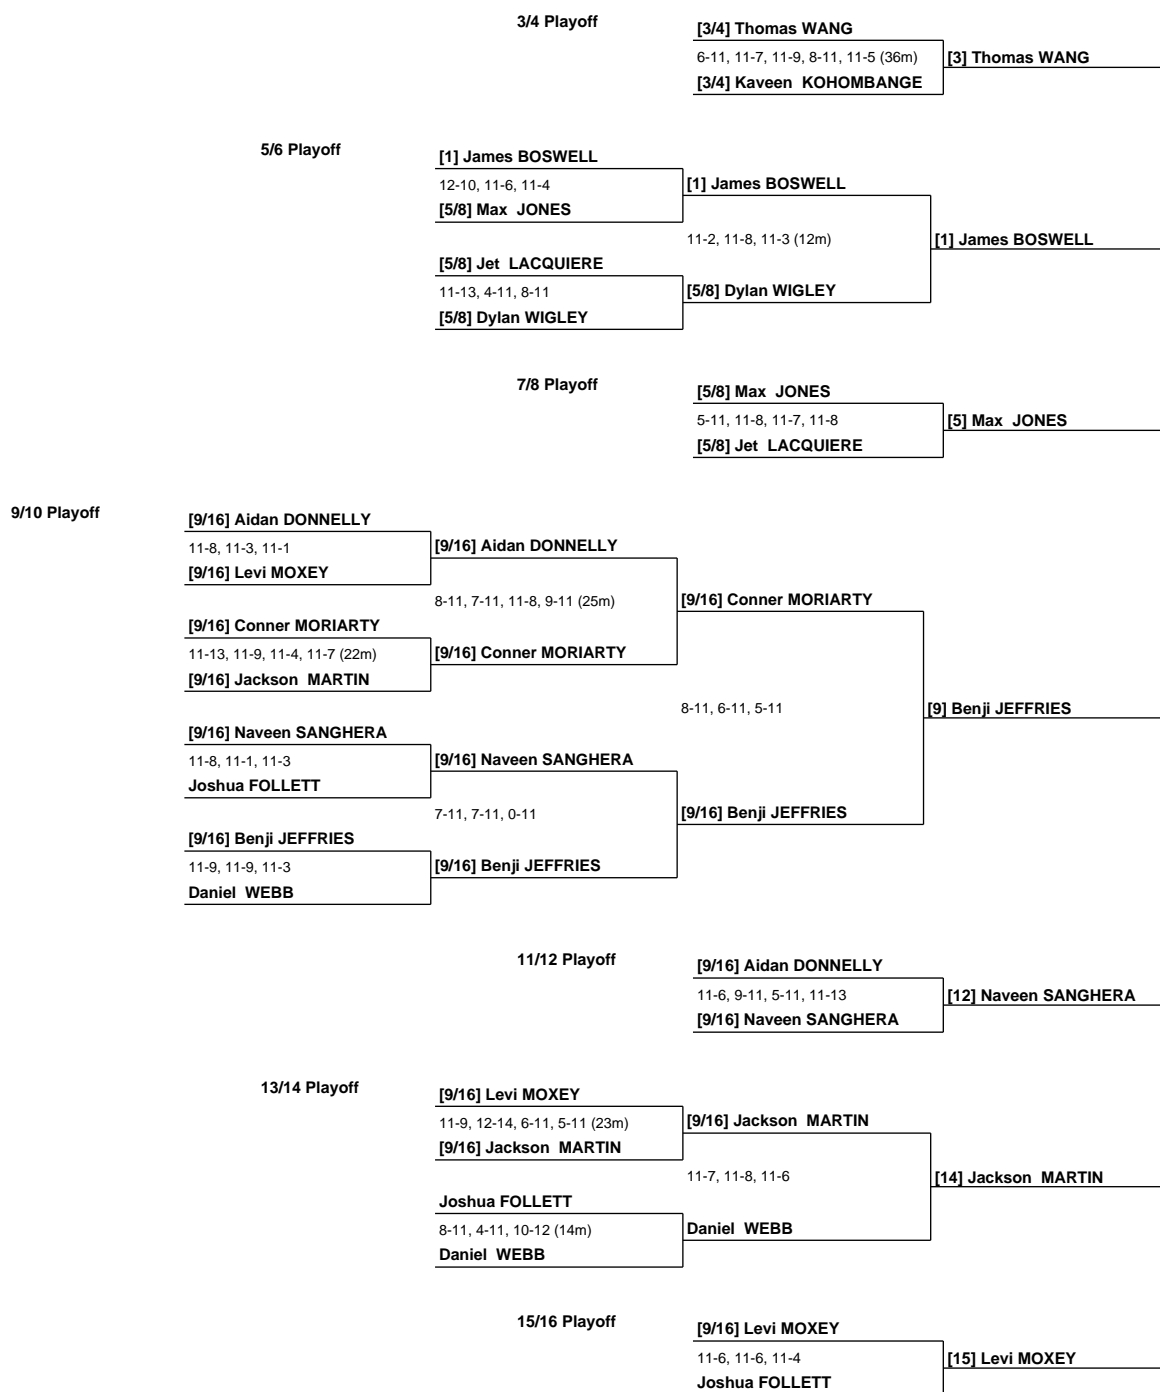 3/4 Playoff
[3/4] Thomas WANG
6-11, 11-7, 11-9, 8-11, 11-5 (36m)
[3] Thomas WANG
[3/4] Kaveen KOHOMBANGE
5/6 Playoff
[1] James BOSWELL
12-10, 11-6, 11-4
[1] James BOSWELL
[5/8] Max JONES
11-2, 11-8, 11-3 (12m)
[1] James BOSWELL
[5/8] Jet LACQUIERE
11-13, 4-11, 8-11
[5/8] Dylan WIGLEY
[5/8] Dylan WIGLEY
7/8 Playoff
[5/8] Max JONES
5-11, 11-8, 11-7, 11-8
[5] Max JONES
[5/8] Jet LACQUIERE
9/10 Playoff
[9/16] Aidan DONNELLY
11-8, 11-3, 11-1
[9/16] Aidan DONNELLY
[9/16] Levi MOXEY
8-11, 7-11, 11-8, 9-11 (25m)
[9/16] Conner MORIARTY
[9/16] Conner MORIARTY
11-13, 11-9, 11-4, 11-7 (22m)
[9/16] Conner MORIARTY
[9/16] Jackson MARTIN
8-11, 6-11, 5-11
[9] Benji JEFFRIES
[9/16] Naveen SANGHERA
11-8, 11-1, 11-3
[9/16] Naveen SANGHERA
Joshua FOLLETT
7-11, 7-11, 0-11
[9/16] Benji JEFFRIES
[9/16] Benji JEFFRIES
11-9, 11-9, 11-3
[9/16] Benji JEFFRIES
Daniel WEBB
11/12 Playoff
[9/16] Aidan DONNELLY
11-6, 9-11, 5-11, 11-13
[12] Naveen SANGHERA
[9/16] Naveen SANGHERA
13/14 Playoff
[9/16] Levi MOXEY
11-9, 12-14, 6-11, 5-11 (23m)
[9/16] Jackson MARTIN
[9/16] Jackson MARTIN
11-7, 11-8, 11-6
[14] Jackson MARTIN
Joshua FOLLETT
8-11, 4-11, 10-12 (14m)
Daniel WEBB
Daniel WEBB
15/16 Playoff
[9/16] Levi MOXEY
11-6, 11-6, 11-4
[15] Levi MOXEY
Joshua FOLLETT